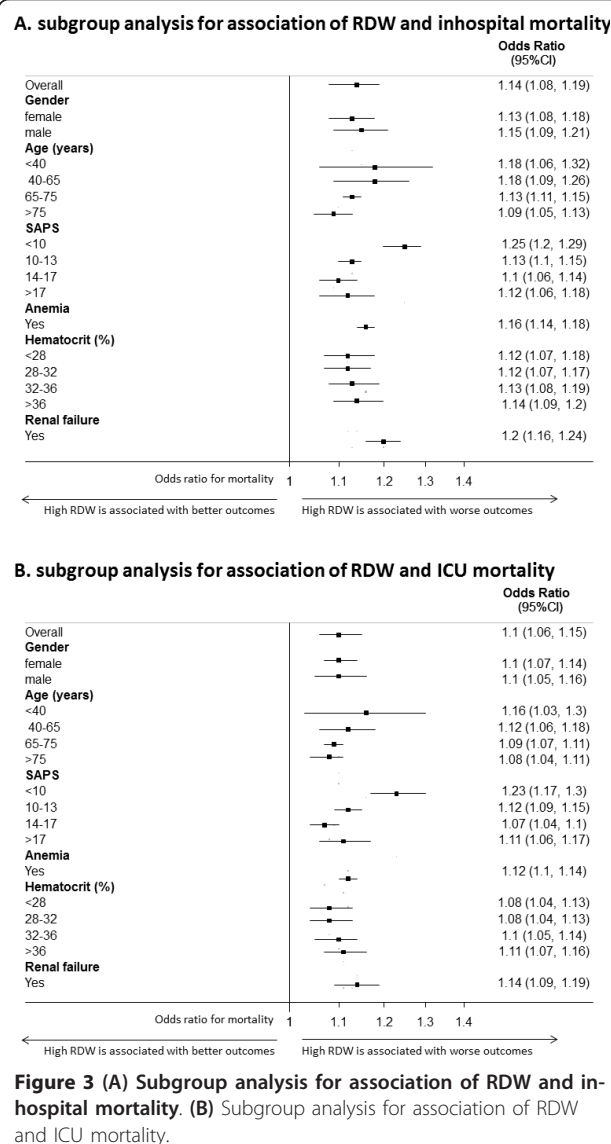 A. subgroup analysis for association of RDW and inhospital mortality
Odds Ratio
(95%CI)
Overall 1.14 (1.08, 1.19)
Gender
female 1.13 (1.08, 1.18)
male 1.15 (1.09, 1.21)
Age (years)
<40 1.18 (1.06, 1.32)
40-65 1.18 (1.09, 1.26)
65-75 1.13 (1.11, 1.15)
>75 1.09 (1.05, 1.13)
SAPS
<10 1.25 (1.2, 1.29)
10-13 1.13 (1.1, 1.15)
14-17 1.1 (1.06, 1.14)
>17 1.12 (1.06, 1.18)
Anemia
Yes 1.16 (1.14, 1.18)
Hematocrit (%)
<28 1.12 (1.07, 1.18)
28-32 1.12 (1.07, 1.17)
32-36 1.13 (1.08, 1.19)
>36 1.14 (1.09, 1.2)
Renal failure
Yes 1.2 (1.16, 1.24)
Odds ratio for mortality 1 1.1 1.2 1.3 1.4
High RDW is associated with better outcomes High RDW is associated with worse outcomes
B. subgroup analysis for association of RDW and ICU mortality
Odds Ratio
(95%CI)
Overall 1.1 (1.06, 1.15)
Gender
female 1.1 (1.07, 1.14)
male 1.1 (1.05, 1.16)
Age (years)
<40 1.16 (1.03, 1.3)
40-65 1.12 (1.06, 1.18)
65-75 1.09 (1.07, 1.11)
>75 1.08 (1.04, 1.11)
SAPS
<10 1.23 (1.17, 1.3)
10-13 1.12 (1.09, 1.15)
14-17 1.07 (1.04, 1.1)
>17 1.11 (1.06, 1.17)
Anemia
Yes 1.12 (1.1, 1.14)
Hematocrit (%)
<28 1.08 (1.04, 1.13)
28-32 1.08 (1.04, 1.13)
32-36 1.1 (1.05, 1.14)
>36 1.11 (1.07, 1.16)
Renal failure
Yes 1.14 (1.09, 1.19)
Odds ratio for mortality 1 1.1 1.2 1.3 1.4
High RDW is associated with better outcomes High RDW is associated with worse outcomes
Figure 3 (A) Subgroup analysis for association of RDW and in-
hospital mortality. (B) Subgroup analysis for association of RDW
and ICU mortality.